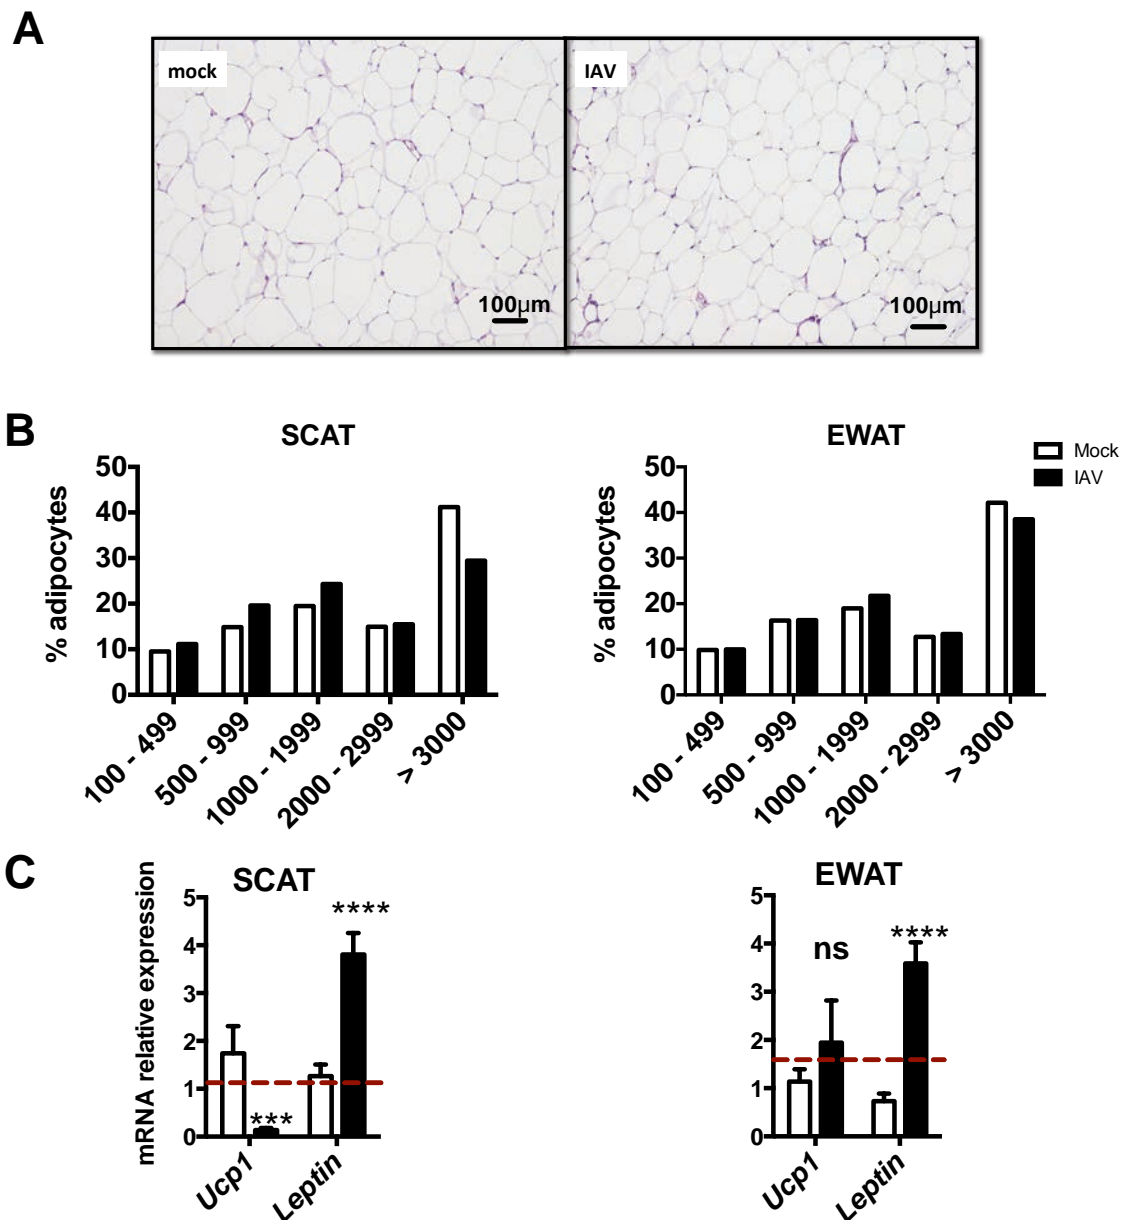 A
mock
IAV
100µm
100µm
B
SCAT
EWAT
Mock
IAV
% adipocytes
50
40
30
20
10
0
100 - 499
500 - 999
1000 - 1999
2000 - 2999
> 3000
% adipocytes
50
40
30
20
10
0
100 - 499
500 - 999
1000 - 1999
2000 - 2999
> 3000
C
SCAT
mRNA relative expression
5
4
3
2
1
0
***
****
Ucp1
Leptin
EWAT
5
4
3
2
1
0
ns
****
Ucp1
Leptin